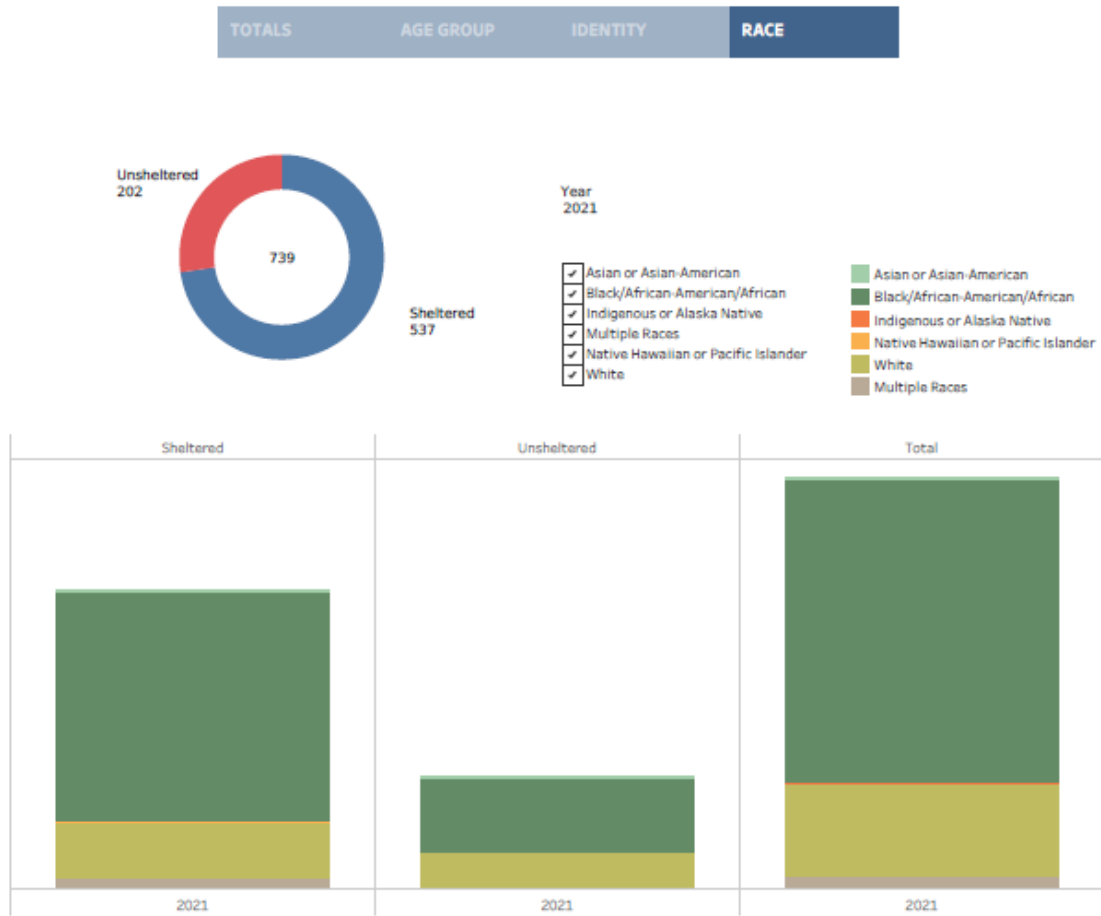 TOTALS AGE GROUP IDENTITY RACE
Unsheltered
202
739
Sheltered
537
Year
2021
Asian or Asian-American
Black/African-American/African
Indigenous or Alaska Native
Multiple Races
Native Hawaiian or Pacific Islander
White
Asian or Asian-American
Black/African-American/African
Indigenous or Alaska Native
Native Hawaiian or Pacific Islander
White
Multiple Races
Sheltered Unsheltered Total
2021 2021 2021